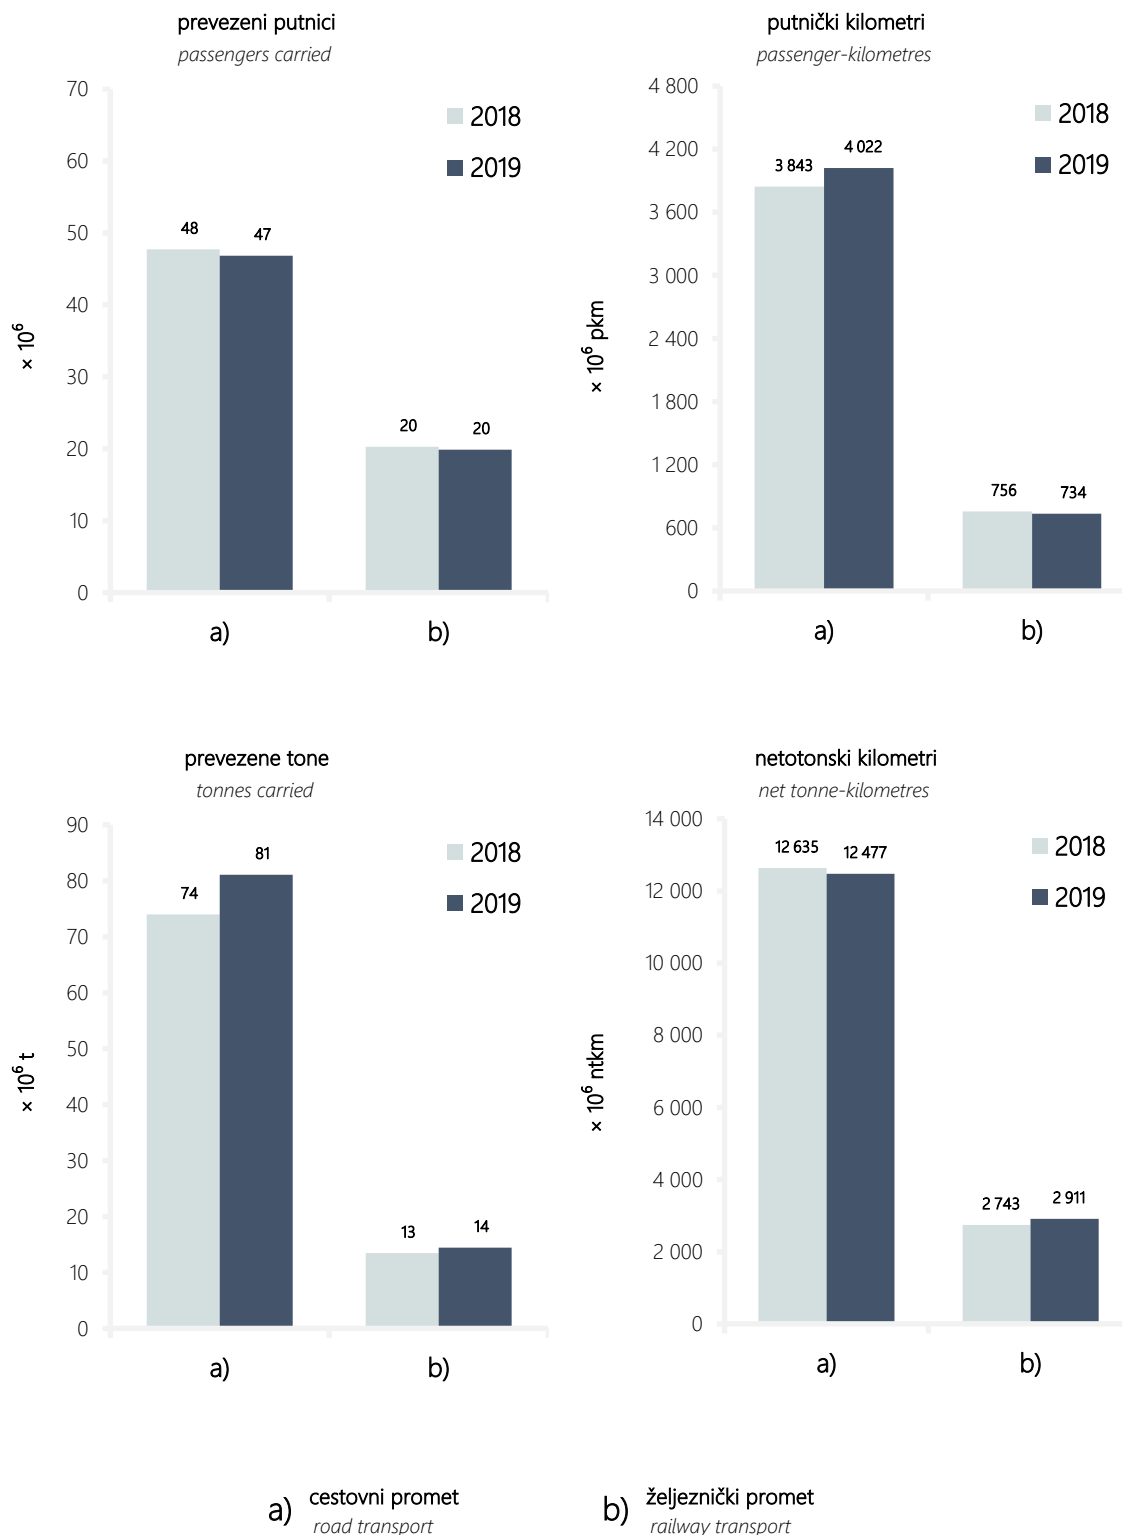 prevezeni putnici
passengers carried
70
60
50
40
30
20
10
0
× 10⁶
2018
2019
48
47
20
20
a)
b)
putnički kilometri
passenger-kilometres
4 800
4 200
3 600
3 000
2 400
1 800
1 200
600
0
× 10⁶ pkm
2018
2019
3 843
4 022
756
734
a)
b)
prevezene tone
tonnes carried
90
80
70
60
50
40
30
20
10
0
× 10⁶ t
2018
2019
74
81
13
14
a)
b)
netotonski kilometri
net tonne-kilometres
14 000
12 000
10 000
8 000
6 000
4 000
2 000
0
× 10⁶ ntkm
2018
2019
12 635
12 477
2 743
2 911
a)
b)
a) cestovni promet
road transport
b) željeznički promet
railway transport